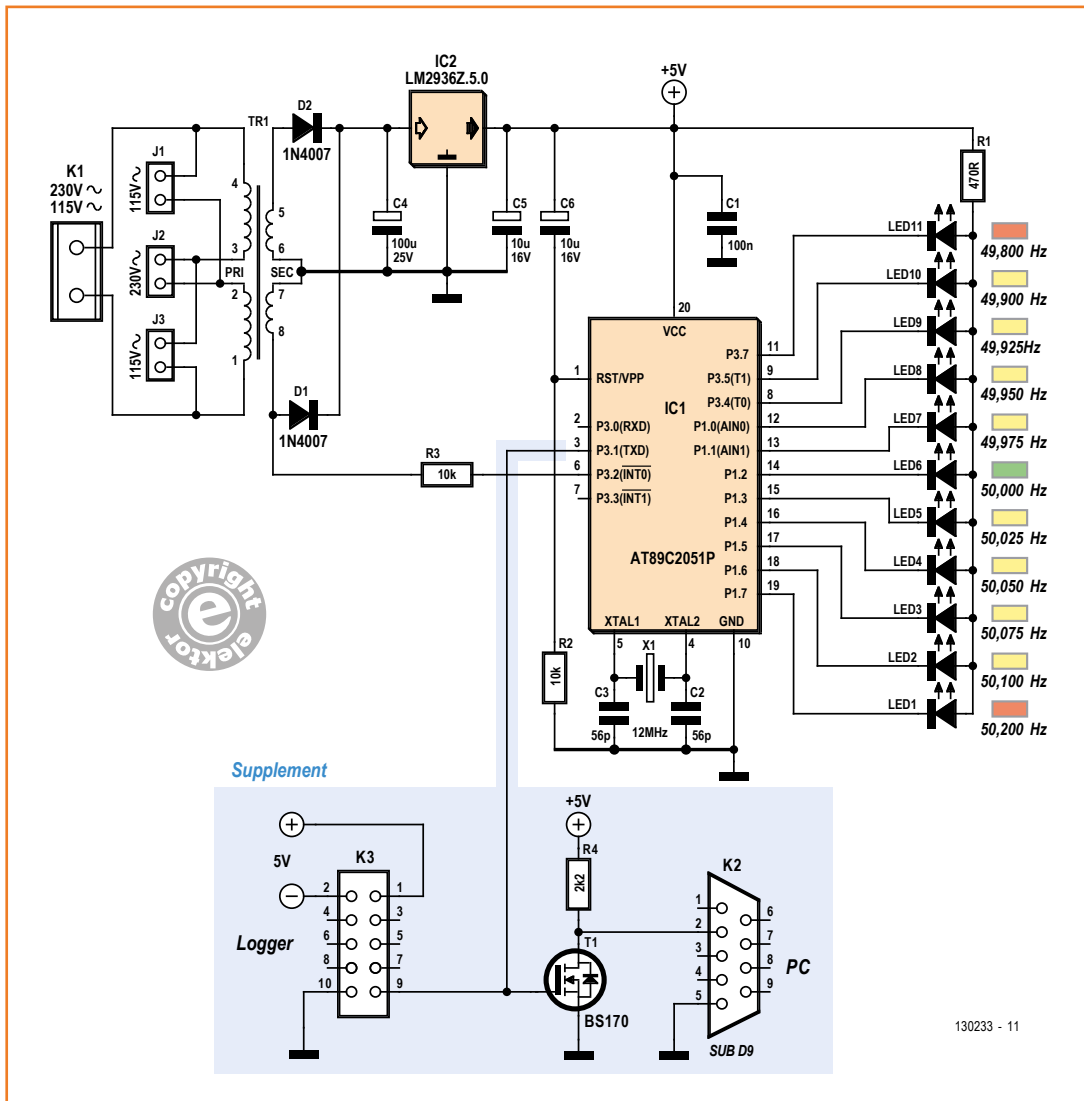 IC2
LM2936Z.5.0
+5V
D2
1N4007
TR1
K1
230V ~
115V ~
J1
115V~
J2
230V~
J3
115V~
4
3
PRI
2
1
5
6
SEC
7
8
D1
1N4007
C4
100u
25V
C5
10u
16V
C6
10u
16V
C1
100n
R1
470R
LED11
49,800 Hz
LED10
49,900 Hz
LED9
49,925Hz
LED8
49,950 Hz
LED7
49,975 Hz
LED6
50,000 Hz
LED5
50,025 Hz
LED4
50,050 Hz
LED3
50,075 Hz
LED2
50,100 Hz
LED1
50,200 Hz
20
VCC
1
RST/VPP
IC1
2
P3.0(RXD)
3
P3.1(TXD)
6
P3.2(INT0)
7
P3.3(INT1)
P3.7
11
P3.5(T1)
9
P3.4(T0)
8
P1.0(AIN0)
12
P1.1(AIN1)
13
P1.2
14
P1.3
15
P1.4
16
P1.5
17
P1.6
18
P1.7
19
AT89C2051P
XTAL1
XTAL2
GND
5
4
10
R3
10k
R2
10k
X1
12MHz
C3
56p
C2
56p
copyright
e
elektor
Supplement
+5V
5V
K3
2
1
4
3
6
5
8
7
10
9
Logger
R4
2k2
T1
BS170
K2
1
2
3
4
5
6
7
8
9
PC
SUB D9
130233 - 11